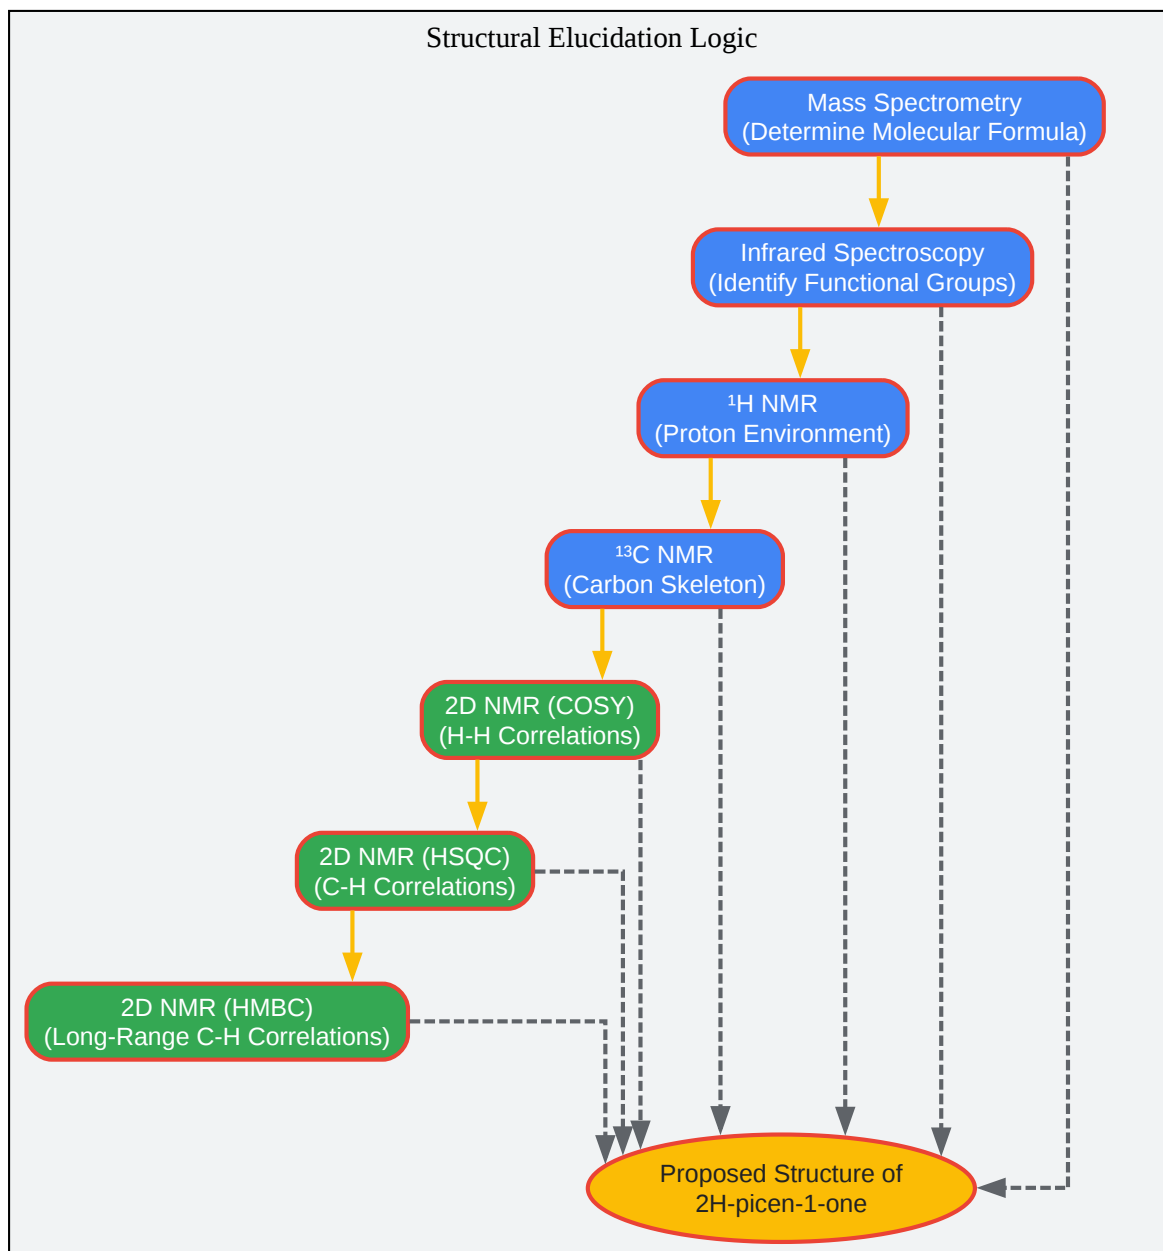 Structural Elucidation Logic
Mass Spectrometry
(Determine Molecular Formula)
Infrared Spectroscopy
(Identify Functional Groups)
¹H NMR
(Proton Environment)
¹³C NMR
(Carbon Skeleton)
2D NMR (COSY)
(H-H Correlations)
2D NMR (HSQC)
(C-H Correlations)
2D NMR (HMBC)
(Long-Range C-H Correlations)
Proposed Structure of
2H-picen-1-one